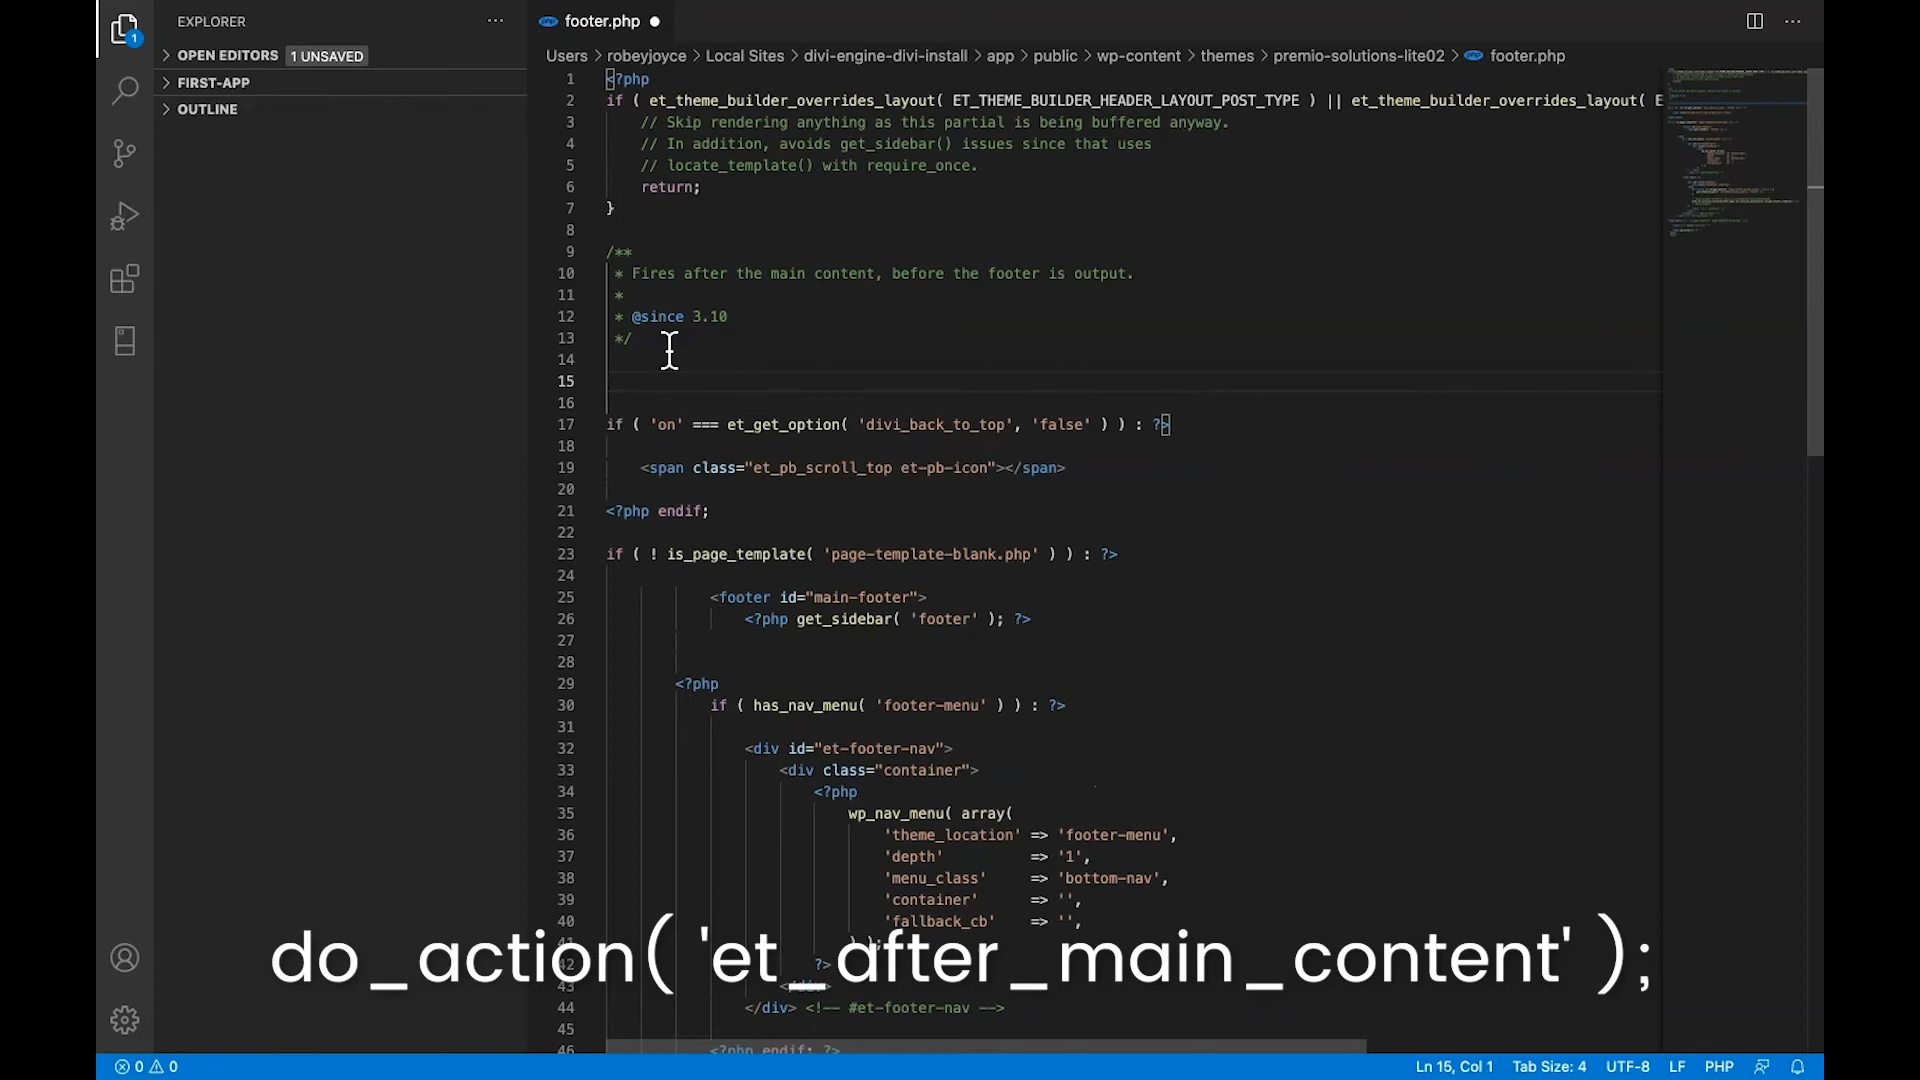 EXPLORER
OPEN EDITORS 1 UNSAVED
FIRST-APP
OUTLINE
1
php footer.php
Users > robeyjoyce > Local Sites > divi-engine-divi-install > app > public > wp-content > themes > premio-solutions-lite02 > php footer.php
1 <?php
2 if ( et_theme_builder_overrides_layout( ET_THEME_BUILDER_HEADER_LAYOUT_POST_TYPE ) || et_theme_builder_overrides_layout( E
3 // Skip rendering anything as this partial is being buffered anyway.
4 // In addition, avoids get_sidebar() issues since that uses
5 // locate_template() with require_once.
6 return;
7 }
8
9 /**
10 * Fires after the main content, before the footer is output.
11 *
12 * @since 3.10
13 */
14
15
16
17 if ( 'on' === et_get_option( 'divi_back_to_top', 'false' ) ) : ?>
18
19 <span class="et_pb_scroll_top et-pb-icon"></span>
20
21 <?php endif;
22
23 if ( ! is_page_template( 'page-template-blank.php' ) ) : ?>
24
25 <footer id="main-footer">
26 <?php get_sidebar( 'footer' ); ?>
27
28
29 <?php
30 if ( has_nav_menu( 'footer-menu' ) ) : ?>
31
32 <div id="et-footer-nav">
33 <div class="container">
34 <?php
35 wp_nav_menu( array(
36 'theme_location' => 'footer-menu',
37 'depth' => '1',
38 'menu_class' => 'bottom-nav',
39 'container' => '',
40 'fallback_cb' => '',
do_action( 'et_after_main_content' );
42 ?>
43
44 </div> <!-- #et-footer-nav -->
45
46 <?php endif; ?>
0 0
Ln 15, Col 1 Tab Size: 4 UTF-8 LF PHP